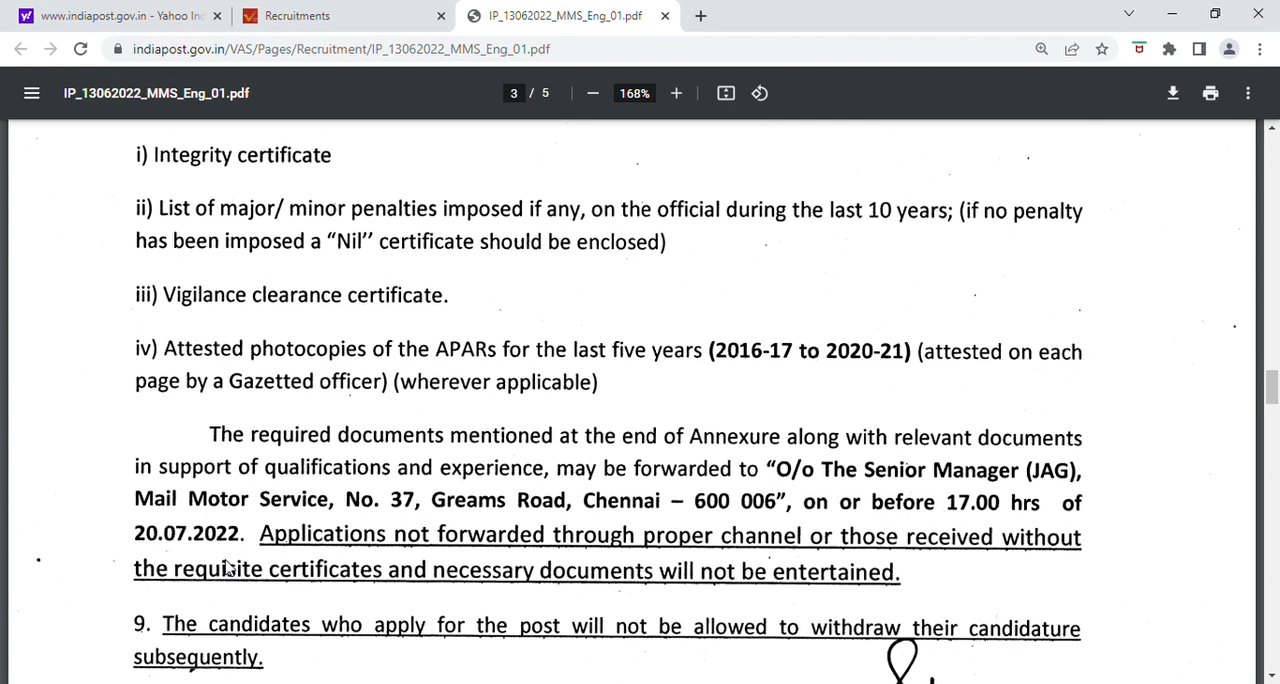 www.indiapost.gov.in - Yahoo Inc
Recruitments
IP_13062022_MMS_Eng_01.pdf
indiapost.gov.in/VAS/Pages/Recruitment/IP_13062022_MMS_Eng_01.pdf
IP_13062022_MMS_Eng_01.pdf
3 / 5
168%
i) Integrity certificate
ii) List of major/ minor penalties imposed if any, on the official during the last 10 years; (if no penalty
has been imposed a “Nil’’ certificate should be enclosed)
iii) Vigilance clearance certificate.
iv) Attested photocopies of the APARs for the last five years (2016-17 to 2020-21) (attested on each
page by a Gazetted officer) (wherever applicable)
The required documents mentioned at the end of Annexure along with relevant documents
in support of qualifications and experience, may be forwarded to “O/o The Senior Manager (JAG),
Mail Motor Service, No. 37, Greams Road, Chennai – 600 006”, on or before 17.00 hrs of
20.07.2022. Applications not forwarded through proper channel or those received without
the requisite certificates and necessary documents will not be entertained.
9. The candidates who apply for the post will not be allowed to withdraw their candidature
subsequently.